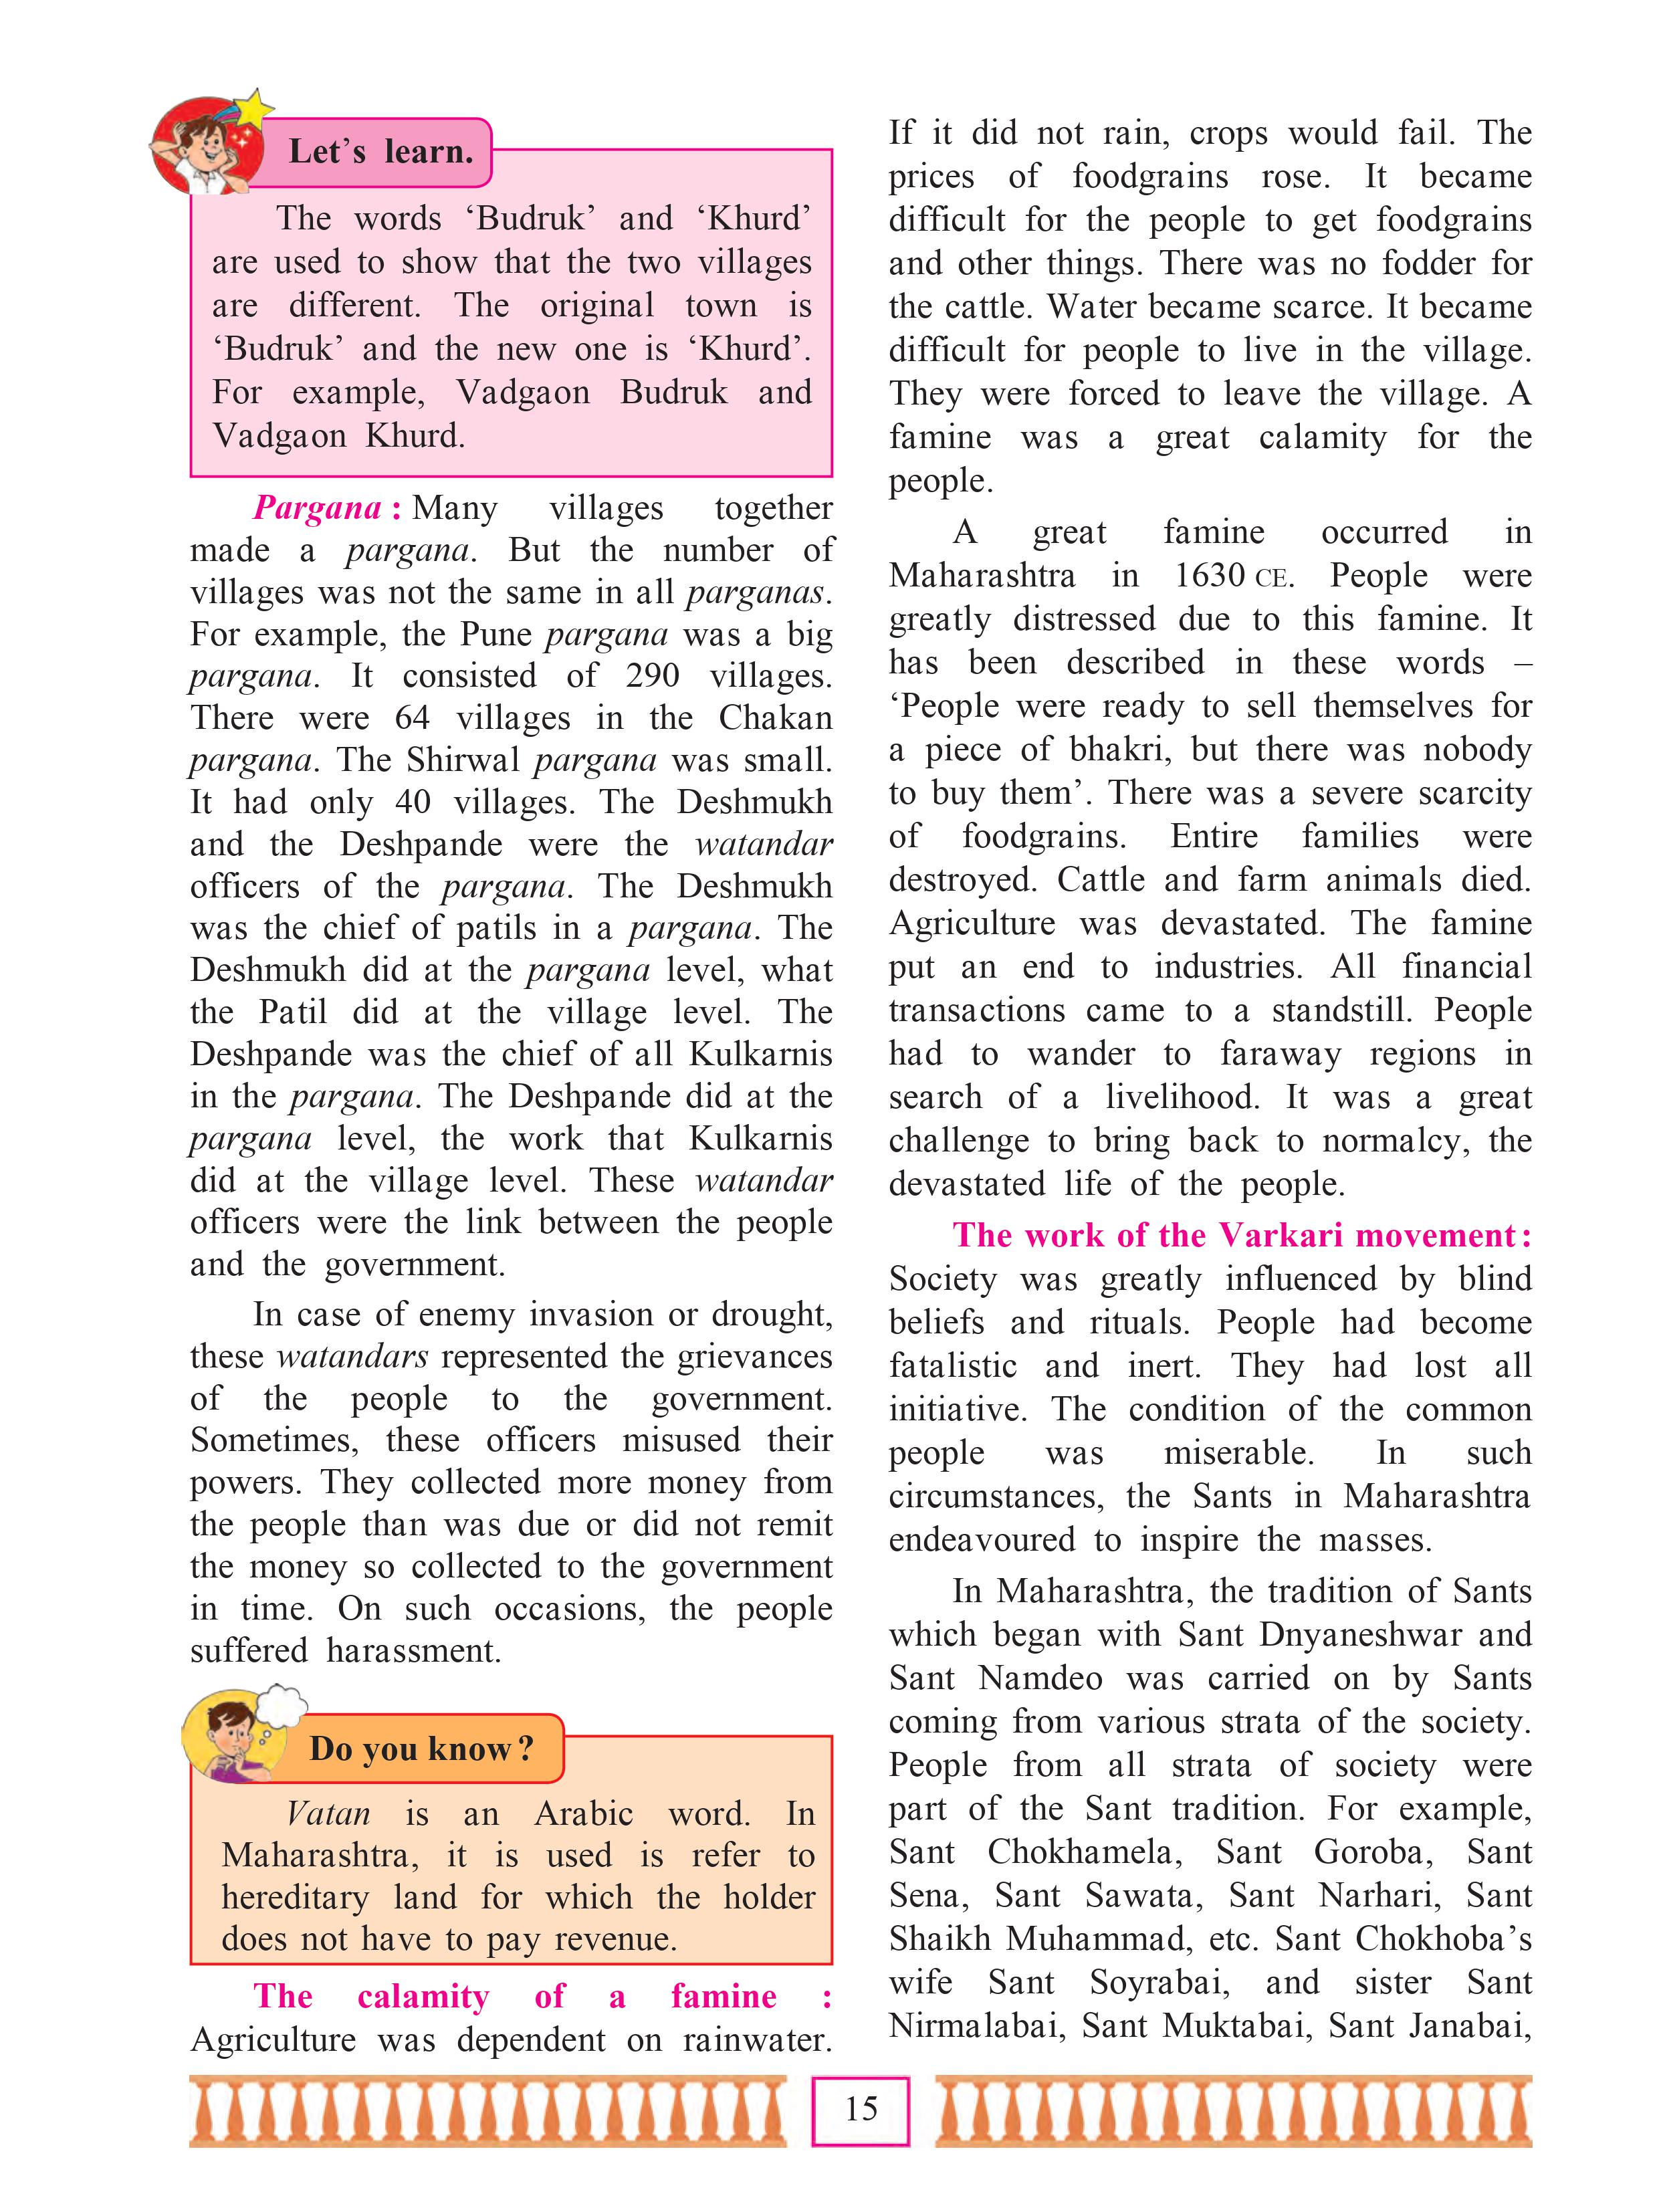 Let's learn.
The words ‘Budruk’ and ‘Khurd’
are used to show that the two villages
are different. The original town is
‘Budruk’ and the new one is ‘Khurd’.
For example, Vadgaon Budruk and
Vadgaon Khurd.
Pargana : Many villages together
made a pargana. But the number of
villages was not the same in all parganas.
For example, the Pune pargana was a big
pargana. It consisted of 290 villages.
There were 64 villages in the Chakan
pargana. The Shirwal pargana was small.
It had only 40 villages. The Deshmukh
and the Deshpande were the watandar
officers of the pargana. The Deshmukh
was the chief of patils in a pargana. The
Deshmukh did at the pargana level, what
the Patil did at the village level. The
Deshpande was the chief of all Kulkarnis
in the pargana. The Deshpande did at the
pargana level, the work that Kulkarnis
did at the village level. These watandar
officers were the link between the people
and the government.
In case of enemy invasion or drought,
these watandars represented the grievances
of the people to the government.
Sometimes, these officers misused their
powers. They collected more money from
the people than was due or did not remit
the money so collected to the government
in time. On such occasions, the people
suffered harassment.
Do you know ?
Vatan is an Arabic word. In
Maharashtra, it is used is refer to
hereditary land for which the holder
does not have to pay revenue.
The calamity of a famine :
Agriculture was dependent on rainwater.
If it did not rain, crops would fail. The
prices of foodgrains rose. It became
difficult for the people to get foodgrains
and other things. There was no fodder for
the cattle. Water became scarce. It became
difficult for people to live in the village.
They were forced to leave the village. A
famine was a great calamity for the
people.
A great famine occurred in
Maharashtra in 1630 CE. People were
greatly distressed due to this famine. It
has been described in these words –
‘People were ready to sell themselves for
a piece of bhakri, but there was nobody
to buy them’. There was a severe scarcity
of foodgrains. Entire families were
destroyed. Cattle and farm animals died.
Agriculture was devastated. The famine
put an end to industries. All financial
transactions came to a standstill. People
had to wander to faraway regions in
search of a livelihood. It was a great
challenge to bring back to normalcy, the
devastated life of the people.
The work of the Varkari movement :
Society was greatly influenced by blind
beliefs and rituals. People had become
fatalistic and inert. They had lost all
initiative. The condition of the common
people was miserable. In such
circumstances, the Sants in Maharashtra
endeavoured to inspire the masses.
In Maharashtra, the tradition of Sants
which began with Sant Dnyaneshwar and
Sant Namdeo was carried on by Sants
coming from various strata of the society.
People from all strata of society were
part of the Sant tradition. For example,
Sant Chokhamela, Sant Goroba, Sant
Sena, Sant Sawata, Sant Narhari, Sant
Shaikh Muhammad, etc. Sant Chokhoba’s
wife Sant Soyrabai, and sister Sant
Nirmalabai, Sant Muktabai, Sant Janabai,
15